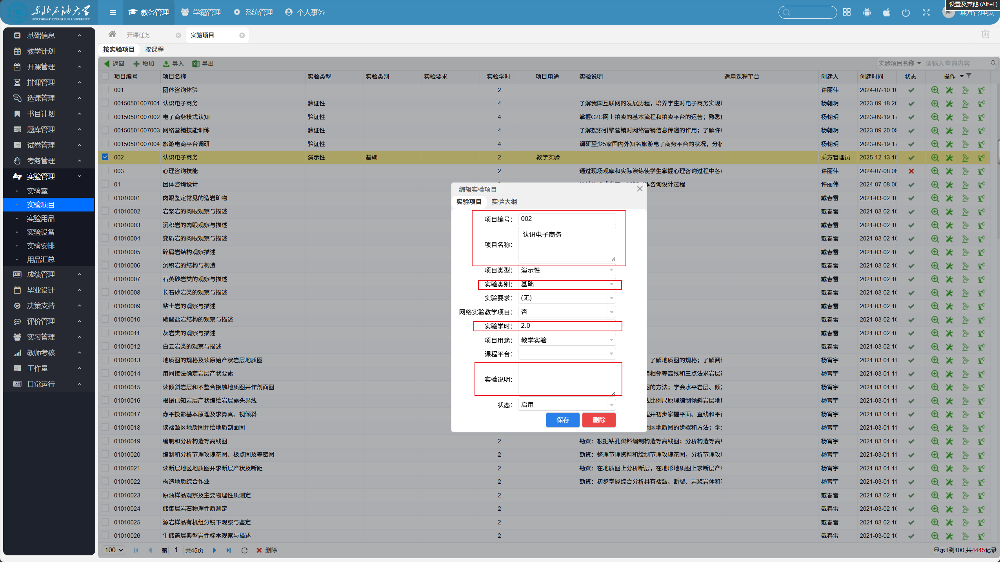 东北石油大学
NORTHEAST PETROLEUM UNIVERSITY
教务管理 学籍管理 系统管理 个人事务
设置及其他 (Alt+F)
乘方管理员
基础信息
教学计划
开课管理
排课管理
选课管理
书目计划
题库管理
试卷管理
考务管理
实验管理
实验室
实验项目
实验用品
实验设备
实验安排
用品汇总
成绩管理
毕业设计
决策支持
评价管理
实习管理
教师考核
工作量
日常运行
开课任务 实验项目
按实验项目 按课程
返回 增加 导入 导出 实验项目名称 请输入查询内容
项目编号 项目名称 实验类型 实验类别 实验要求 实验学时 项目用途 实验说明 适用课程平台 创建人 创建时间 状态 操作
001 团体咨询体验 2 许丽伟 2024-07-10 10
00150501007001 认识电子商务 验证性 4 了解我国互联网的发展历程，培养学生对电子商务实现 杨翰玥 2023-09-18 20
00150501007002 电子商务模式认知 验证性 4 掌握C2C网上拍卖的基本流程和拍卖平台的运营；熟悉 杨翰玥 2023-09-19 17
00150501007003 网络营销技能训练 验证性 4 了解搜索引擎营销对网络营销信息传递的作用；了解许 杨翰玥 2023-09-20 09
00150501007004 旅游电商平台调研 验证性 4 调研至少5家国内外知名旅游电子商务平台的状况，分析 杨翰玥 2023-09-19 17
002 认识电子商务 演示性 基础 2 教学实验 乘方管理员 2025-12-13 16
003 心理咨询技能 2 通过现场观摩和实际演练使学生掌握心理咨询过程中各 许丽伟 2024-07-08 06
01 团体咨询设计 咨询设计过程 许丽伟 2024-07-08 06
01010001 肉眼鉴定常见的造岩矿物 戴春雷 2021-03-02 10
01010002 岩浆岩的肉眼观察与描述 戴春雷 2021-03-02 10
01010003 沉积岩的肉眼观察与描述 戴春雷 2021-03-02 10
01010004 变质岩的肉眼观察与描述 戴春雷 2021-03-02 10
01010005 碎屑岩结构观察描述 戴春雷 2021-03-02 10
01010006 沉积岩的结构与构造 戴春雷 2021-03-02 10
01010007 石英砂岩类的观察与描述 戴春雷 2021-03-02 10
01010008 长石砂岩类的观察与描述 戴春雷 2021-03-02 10
01010009 粘土岩的观察与描述 戴春雷 2021-03-02 10
01010010 碳酸盐岩结构的观察与描述 戴春雷 2021-03-02 10
01010011 灰岩类的观察与描述 戴春雷 2021-03-02 10
01010012 白云岩类的观察与描述 戴春雷 2021-03-02 10
01010013 地质图的规格及读原始产状岩层地质图 了解地质图的规格；了解阅 杨霄宇 2021-03-01 11
01010014 用间接法确定岩层产状要素 相邻等高线和三点法求岩层 杨霄宇 2021-03-01 11
01010015 读倾斜岩层和不整合接触地质图并作剖面图 的方法；学会水平岩层、倾 杨霄宇 2021-03-01 11
01010016 根据已知岩层产状编绘岩层露头界线 比例尺原理编制倾斜岩层地 杨霄宇 2021-03-01 11
01010017 赤平投影基本原理及求算真、视倾斜 并初步掌握平面、直线和平 杨霄宇 2021-03-01 11
01010018 读褶皱区地质图并绘地质剖面图 区地质图的步骤和方法；学 杨霄宇 2021-03-01 11
01010019 编制和分析构造等高线图 2 勘资：根据钻孔资料编制构造等高线图；分析构造等高 杨霄宇 2021-03-01 11
01010020 编制和分析节理玫瑰花图、极点图及等密图 2 勘资：整理节理资料和绘制节理玫瑰花图，分析节理玫 杨霄宇 2021-03-01 11
01010021 读断层地区地质图并求断层产状及断距 2 勘资：在地质图上分析断层，在地形地质图上求断层产 杨霄宇 2021-03-01 11
01010022 构造地质综合作业 2 勘资：初步掌握综合分析具有褶皱、断裂、岩浆岩体和 杨霄宇 2021-03-01 11
01010023 原油样品观察及主要物理性质测定 2 戴春雷 2021-03-02 10
01010024 储集层岩石物理性质测定 2 戴春雷 2021-03-02 10
01010025 源岩样品有机组分镜下观察与鉴定 2 戴春雷 2021-03-02 10
01010026 生储盖层典型岩性标本观察与描述 2 戴春雷 2021-03-02 10
100 第 1 共45页 删除 显示1到100,共4445记录
编辑实验项目
实验项目 实验大纲
项目编号： 002
项目名称： 认识电子商务
项目类型： 演示性
实验类别： 基础
实验要求： (无)
网络实验教学项目： 否
实验学时： 2.0
项目用途： 教学实验
课程平台：
实验说明：
状态： 启用
保存 删除